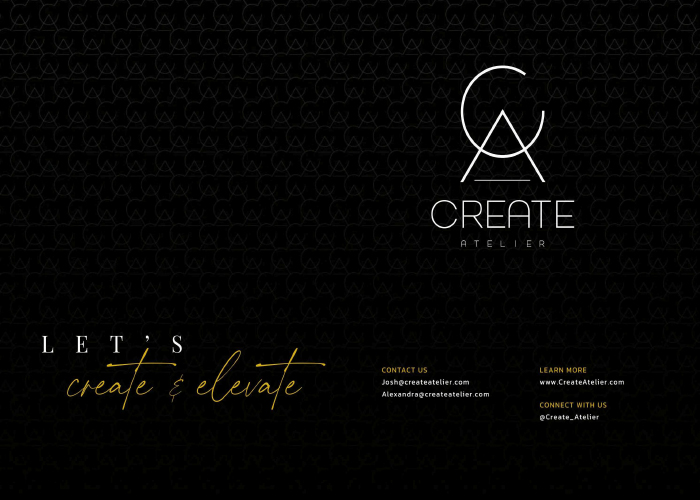 CA
CREATE
ATELIER
LET'S
create & elevate
CONTACT US
Josh@createatelier.com
Alexandra@createatelier.com
LEARN MORE
www.CreateAtelier.com
CONNECT WITH US
@Create_Atelier